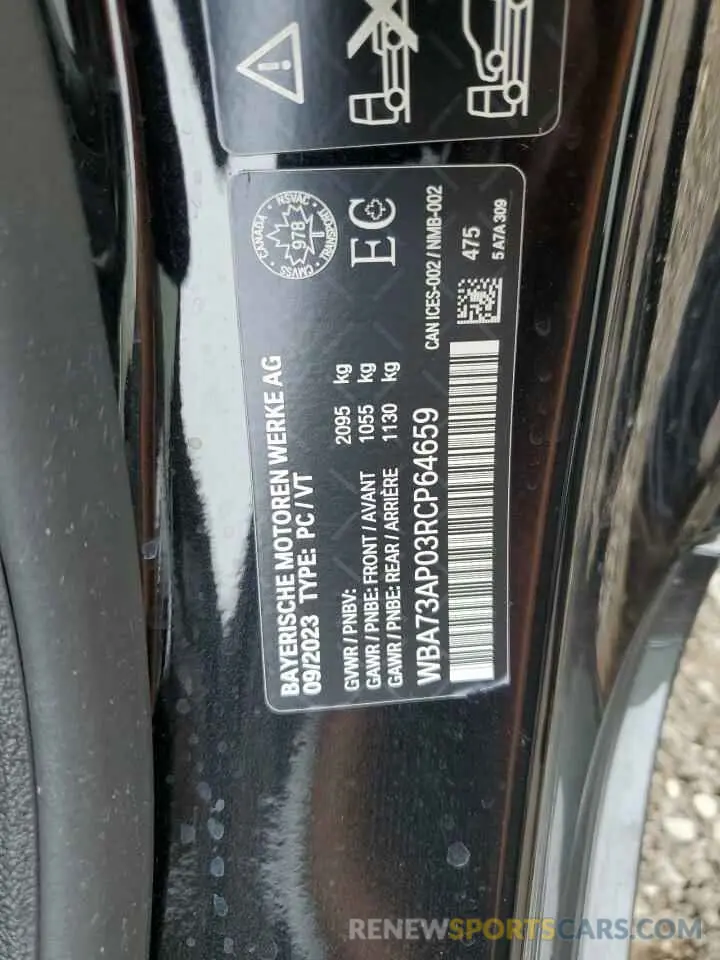 CANADA
NSVAC
TRANSPORT
CMVSS
978
EC
BAYERISCHE MOTOREN WERKE AG
09/2023 TYPE: PC/VT
GVWR / PNBV: 2095 kg
GAWR / PNBE: FRONT / AVANT 1055 kg
GAWR / PNBE: REAR / ARRIÈRE 1130 kg
CAN ICES-002 / NMB-002
WBA73AP03RCP64659
475
5 A7A 309
RENEWSPORTSCARS.COM